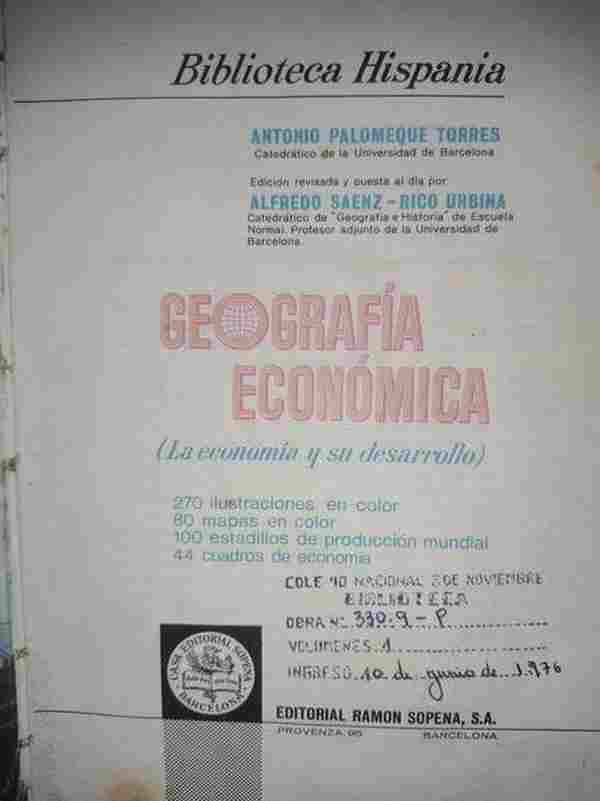 Biblioteca Hispania
ANTONIO PALOMEQUE TORRES
Catedrático de la Universidad de Barcelona
Edición revisada y puesta al día por
ALFREDO SAENZ-RICO URBINA
Catedrático de "Geografía e Historia" de Escuela
Normal. Profesor adjunto de la Universidad de
Barcelona.
GEOGRAFÍA
ECONÓMICA
(La economía y su desarrollo)
270 ilustraciones en color
80 mapas en color
100 estadillos de producción mundial
44 cuadros de economía
COLEGIO NACIONAL 2 DE NOVIEMBRE
BIBLIOTECA
OBRA Nº 330.9-P
VOLUMENES 1
INGRESO 10 de junio de 1.976
CASA EDITORIAL SOPENA
BARCELONA
EDITORIAL RAMON SOPENA, S.A.
PROVENZA 95 BARCELONA